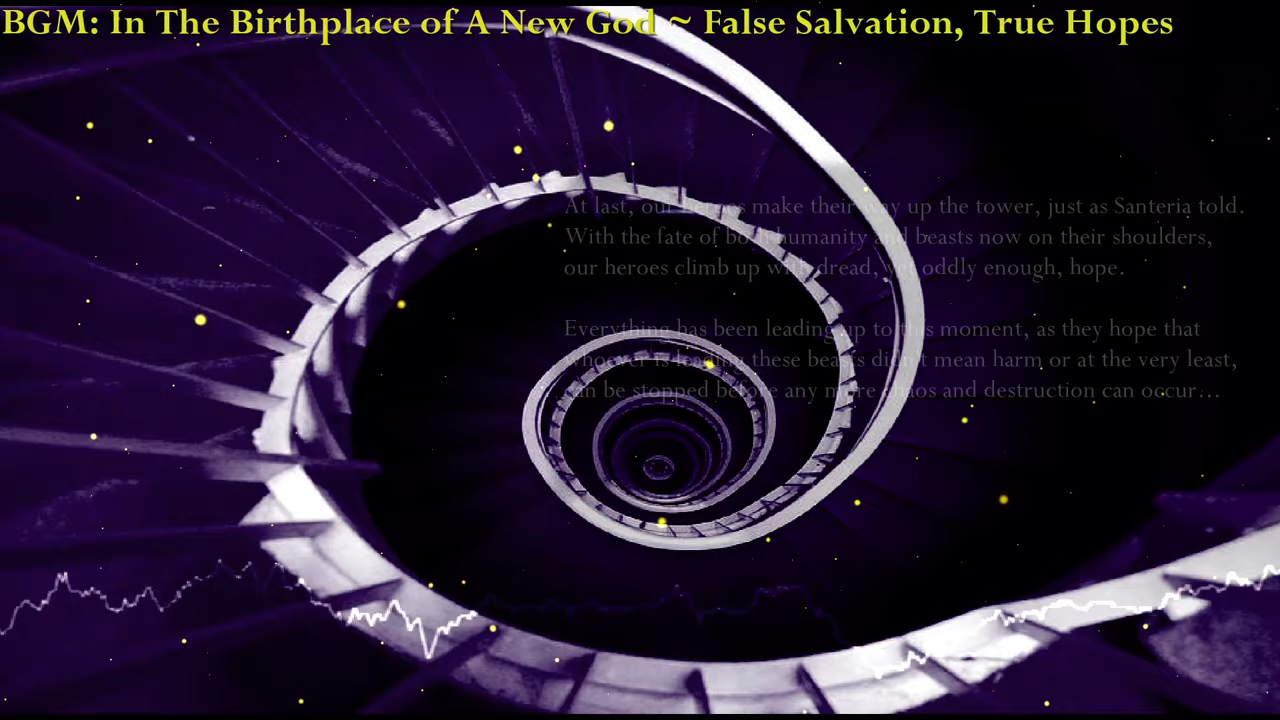 BGM: In The Birthplace of A New God ~ False Salvation, True Hopes
At last, our heroes make their way up the tower, just as Santeria told.
With the fate of both humanity and beasts now on their shoulders,
our heroes climb up with dread, yet oddly enough, hope.
Everything has been leading up to this moment, as they hope that
whoever is leading these beasts didn't mean harm or at the very least,
can be stopped before any more chaos and destruction can occur…